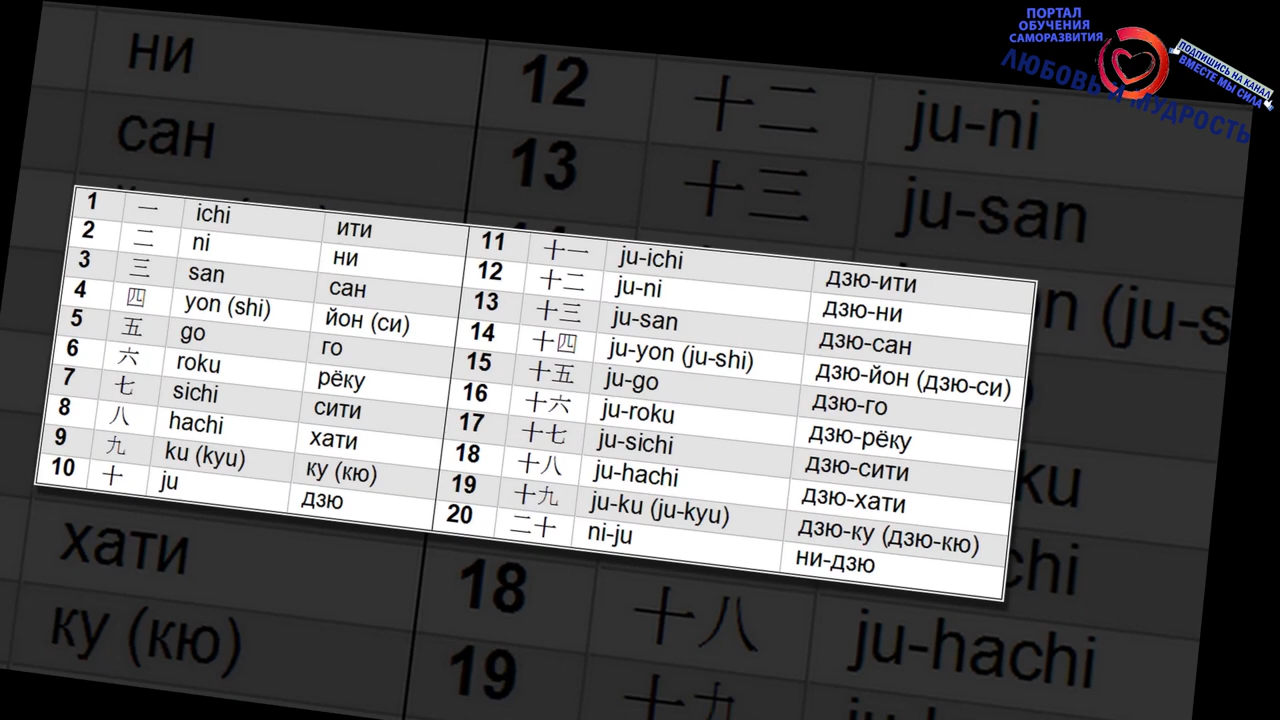 ПОРТАЛ
ОБУЧЕНИЯ
САМОРАЗВИТИЯ
ЛЮБОВЬ И МУДРОСТЬ
ПОДПИШИСЬ НА КАНАЛ
ВМЕСТЕ МЫ СИЛА
ни 12 十二 ju-ni
сан 13 十三 ju-san
1 一 ichi ити 11 十一 ju-ichi дзю-ити
2 二 ni ни 12 十二 ju-ni дзю-ни
3 三 san сан 13 十三 ju-san дзю-сан
4 四 yon (shi) йон (си) 14 十四 ju-yon (ju-shi) дзю-йон (дзю-си)
5 五 go го 15 十五 ju-go дзю-го
6 六 roku рёку 16 十六 ju-roku дзю-рёку
7 七 sichi сити 17 十七 ju-sichi дзю-сити
8 八 hachi хати 18 十八 ju-hachi дзю-хати
9 九 ku (kyu) ку (кю) 19 十九 ju-ku (ju-kyu) дзю-ку (дзю-кю)
10 十 ju дзю 20 二十 ni-ju ни-дзю
хати 18 十八 ju-hachi
ку (кю) 19 十九